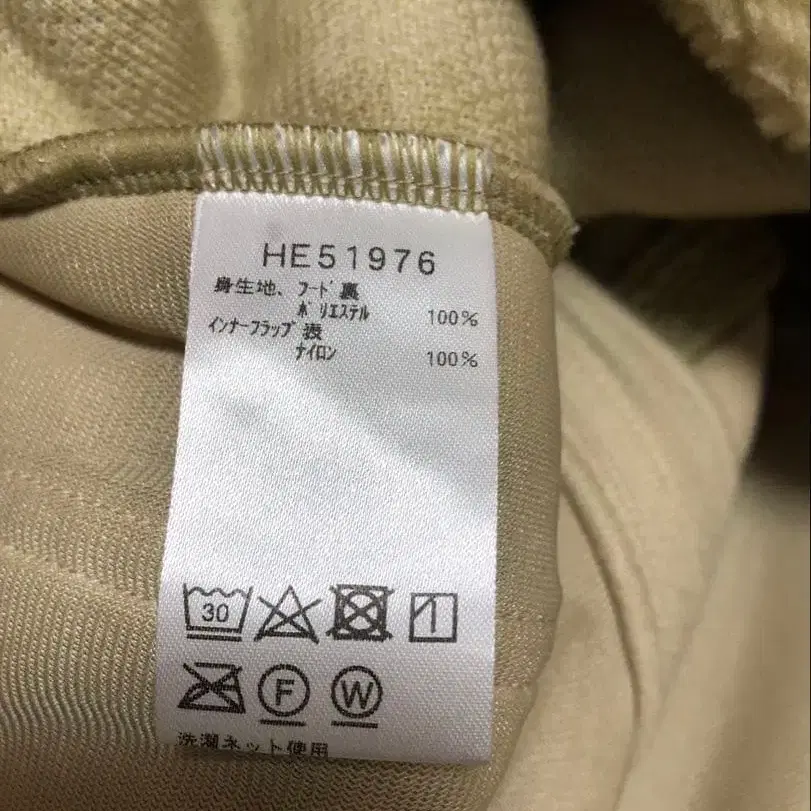 HE51976
身生地、フード裏
ポリエステル 100%
インナーフラップ表
ナイロン 100%
30
F W
洗濯ネット使用